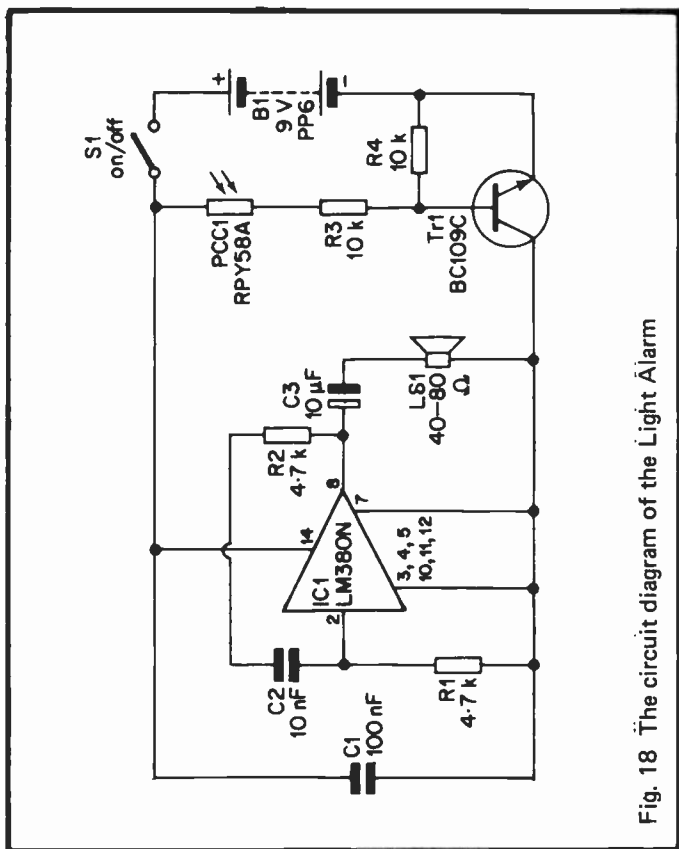 S1
on/off
+
B1
9 V
PP6
-
PCC1
RPY58A
R3
10 k
R4
10 k
Tr1
BC109C
C3
10 µF
LS1
40–80
Ω
R2
4.7 k
8
7
14
IC1
LM380N
3, 4, 5
10, 11, 12
2
C2
10 nF
R1
4.7 k
C1
100 nF
Fig. 18 The circuit diagram of the Light Alarm